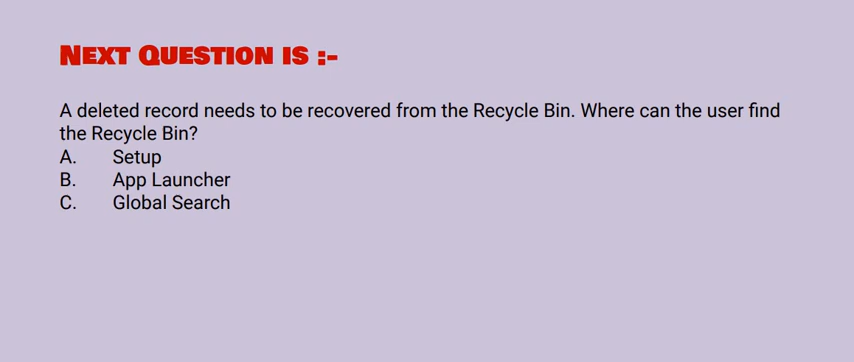 Next Question is :-
A deleted record needs to be recovered from the Recycle Bin. Where can the user find
the Recycle Bin?
A. Setup
B. App Launcher
C. Global Search